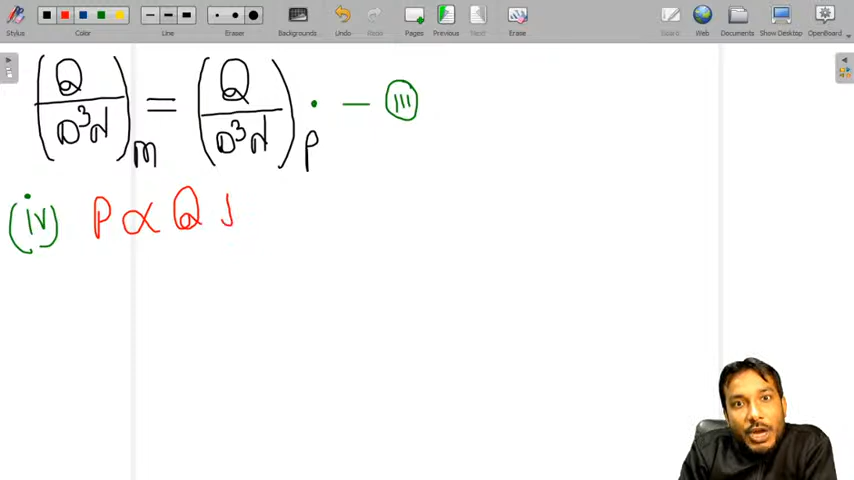 Stylus Color Line Eraser Backgrounds Undo Redo Pages Previous Next Erase Board Web Documents Show Desktop OpenBoard
(Q/D³N)m = (Q/D³N)p . — (III)
(iv) P ∝ Q